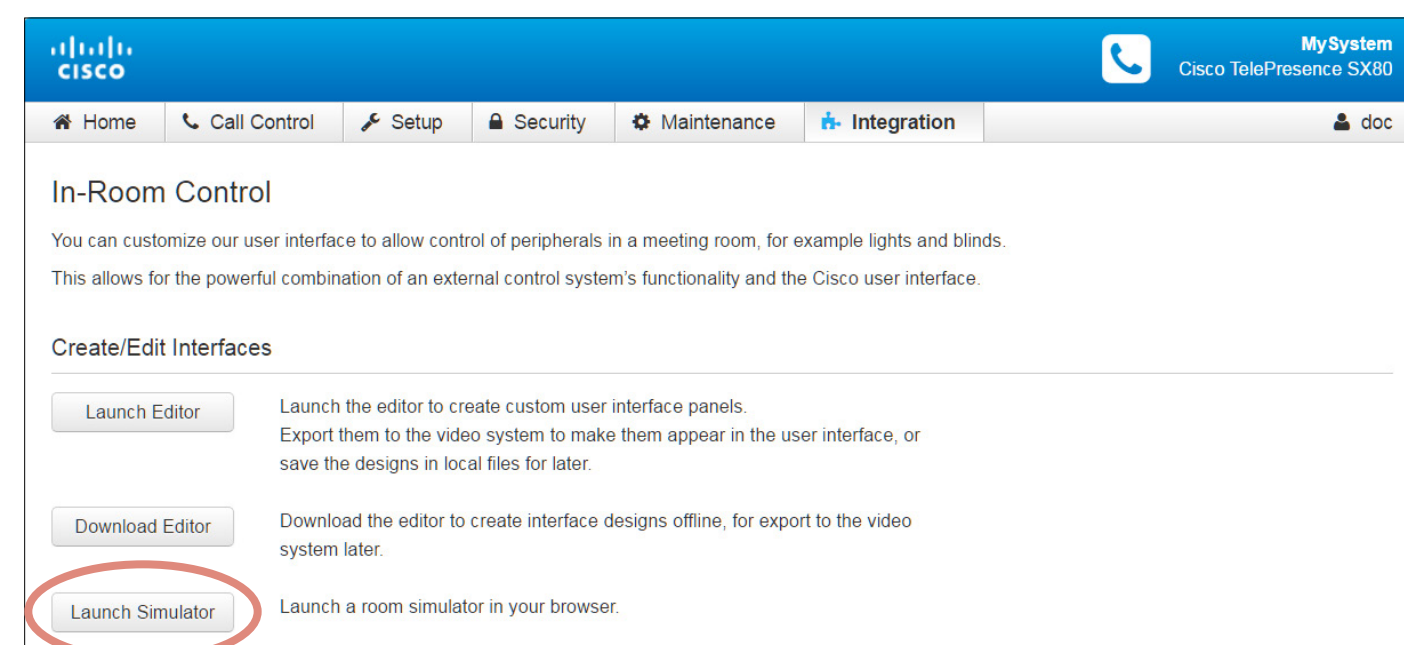 CISCO
MySystem
Cisco TelePresence SX80
Home Call Control Setup Security Maintenance Integration doc
In-Room Control
You can customize our user interface to allow control of peripherals in a meeting room, for example lights and blinds.
This allows for the powerful combination of an external control system's functionality and the Cisco user interface.
Create/Edit Interfaces
Launch Editor
Launch the editor to create custom user interface panels.
Export them to the video system to make them appear in the user interface, or
save the designs in local files for later.
Download Editor
Download the editor to create interface designs offline, for export to the video
system later.
Launch Simulator
Launch a room simulator in your browser.